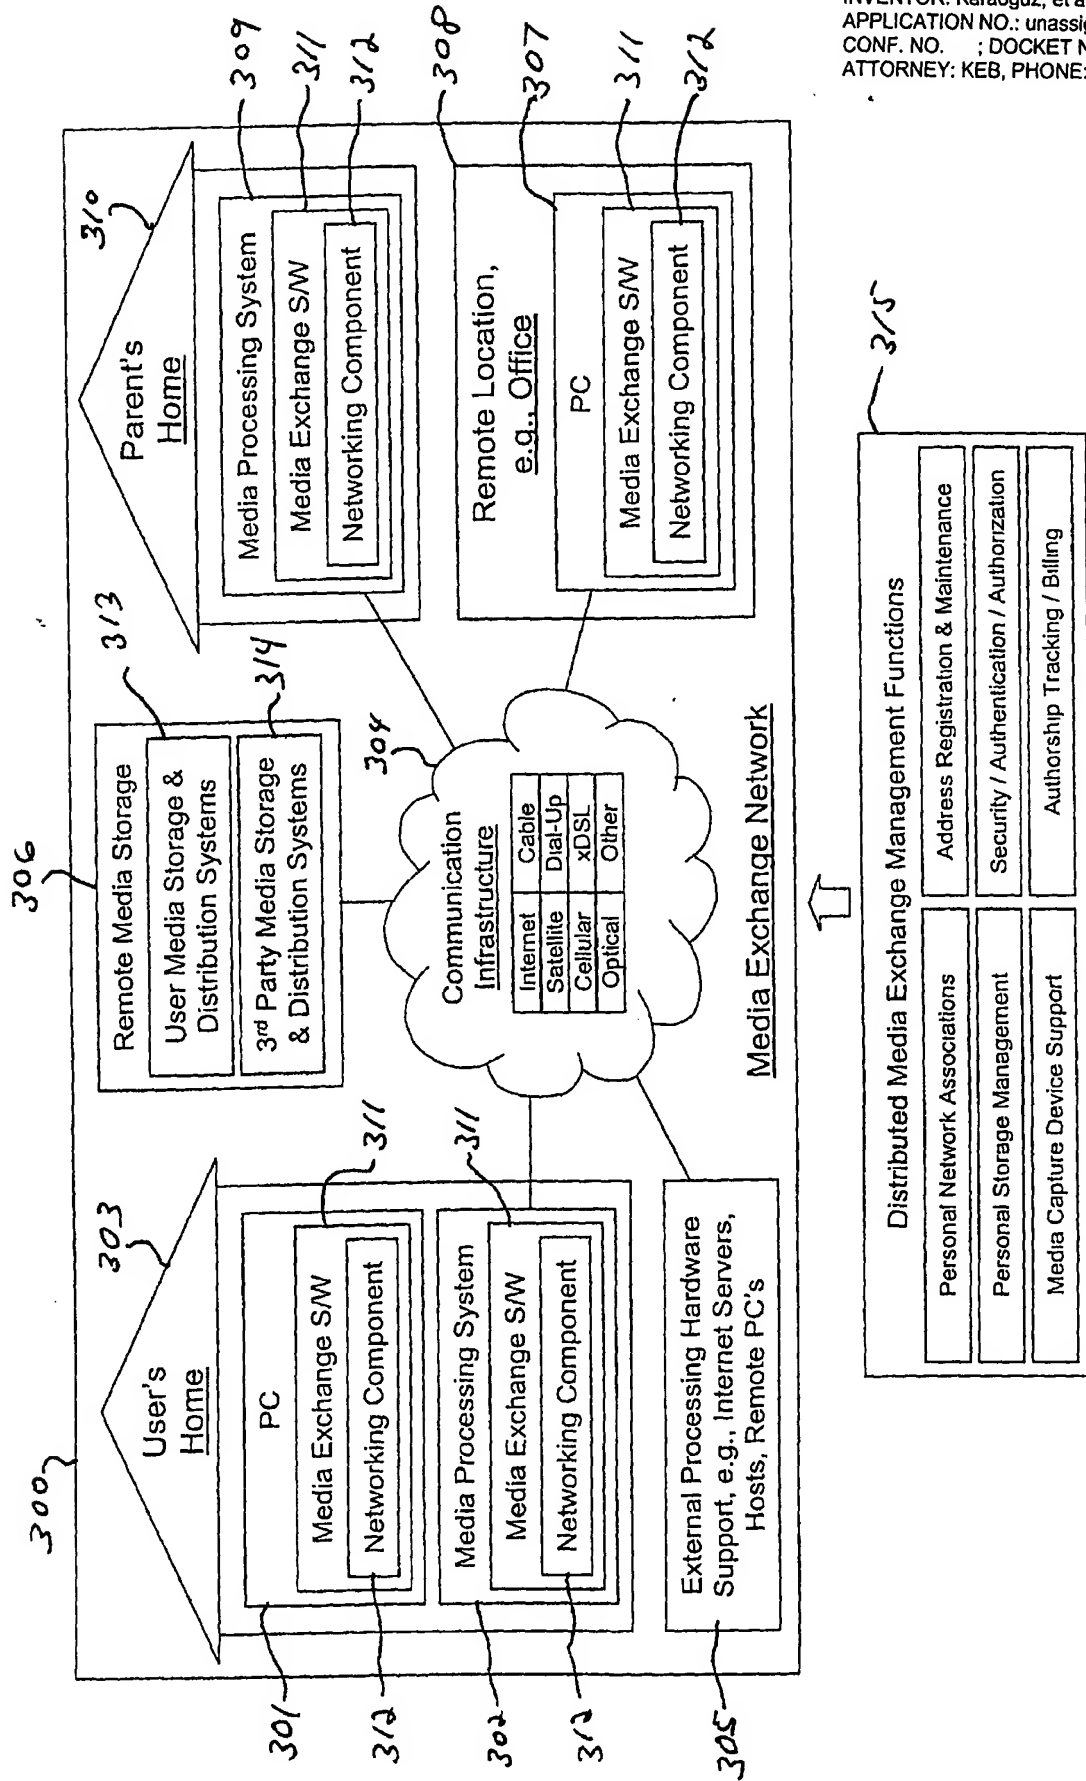 INVENTOR: Karaoguz, et a
APPLICATION NO.: unassig
CONF. NO. ; DOCKET N
ATTORNEY: KEB, PHONE:
300
User's
Home
303
PC
Media Exchange S/W
Networking Component
301
312
311
Media Processing System
Media Exchange S/W
Networking Component
302
312
311
External Processing Hardware
Support, e.g., Internet Servers,
Hosts, Remote PC's
305
306
Remote Media Storage
User Media Storage &
Distribution Systems
3rd Party Media Storage
& Distribution Systems
313
314
304
Communication
Infrastructure
Internet Cable
Satellite Dial-Up
Cellular xDSL
Optical Other
Media Exchange Network
310
Parent's
Home
Media Processing System
Media Exchange S/W
Networking Component
309
311
312
308
Remote Location,
e.g., Office
307
PC
Media Exchange S/W
Networking Component
311
312
315
Distributed Media Exchange Management Functions
Personal Network Associations
Address Registration & Maintenance
Personal Storage Management
Security / Authentication / Authorization
Media Capture Device Support
Authorship Tracking / Billing